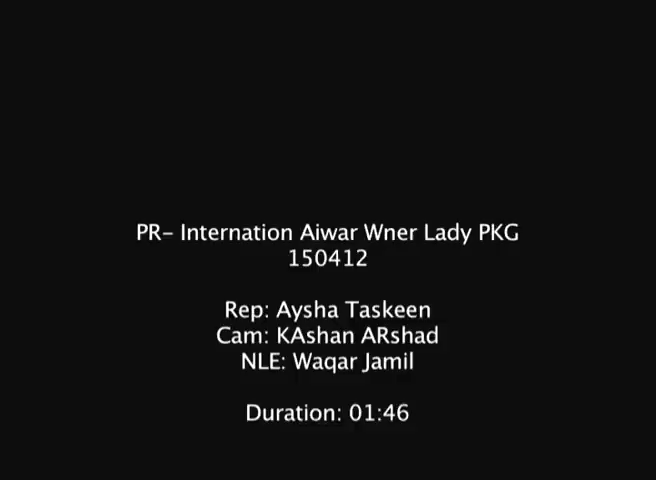 PR- Internation Aiwar Wner Lady PKG
150412
Rep: Aysha Taskeen
Cam: KAshan ARshad
NLE: Waqar Jamil
Duration: 01:46